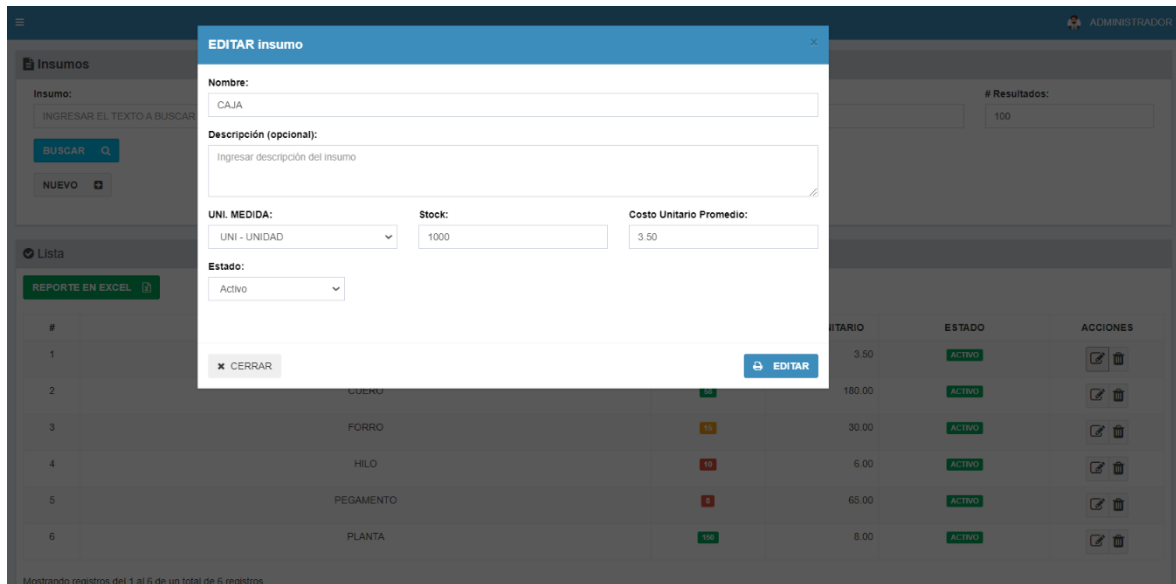 ADMINISTRADOR
EDITAR insumo
×
Insumos
Nombre:
CAJA
Insumo:
INGRESAR EL TEXTO A BUSCAR
# Resultados:
100
Descripción (opcional):
Ingresar descripción del insumo
BUSCAR
NUEVO
UNI. MEDIDA:
Stock:
Costo Unitario Promedio:
UNI - UNIDAD
1000
3.50
Lista
Estado:
Activo
REPORTE EN EXCEL
# NITARIO ESTADO ACCIONES
1 3.50 ACTIVO
CERRAR
EDITAR
2 CUERO 180.00 ACTIVO
3 FORRO 15 30.00 ACTIVO
4 HILO 10 6.00 ACTIVO
5 PEGAMENTO 8 65.00 ACTIVO
6 PLANTA 150 8.00 ACTIVO
Mostrando registros del 1 al 6 de un total de 6 registros